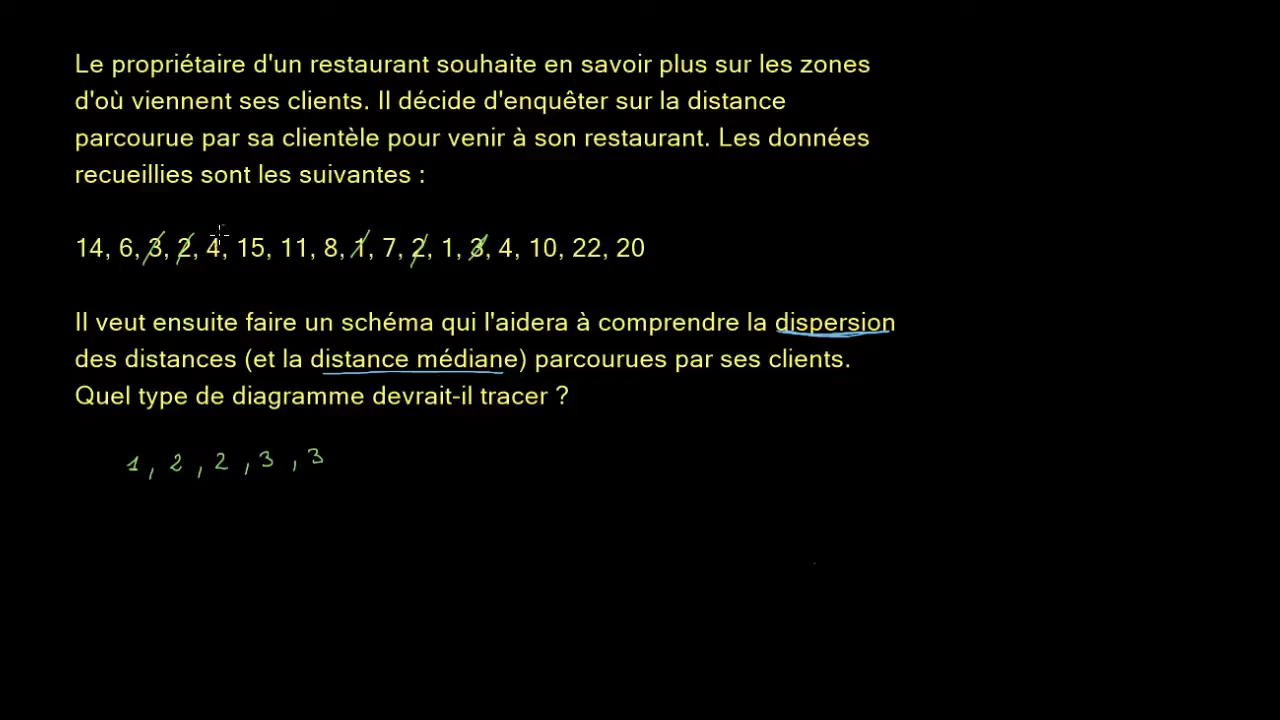 Le propriétaire d'un restaurant souhaite en savoir plus sur les zones
d'où viennent ses clients. Il décide d'enquêter sur la distance
parcourue par sa clientèle pour venir à son restaurant. Les données
recueillies sont les suivantes :
14, 6, 3, 2, 4, 15, 11, 8, 1, 7, 2, 1, 3, 4, 10, 22, 20
Il veut ensuite faire un schéma qui l'aidera à comprendre la dispersion
des distances (et la distance médiane) parcourues par ses clients.
Quel type de diagramme devrait-il tracer ?
1, 2, 2, 3, 3